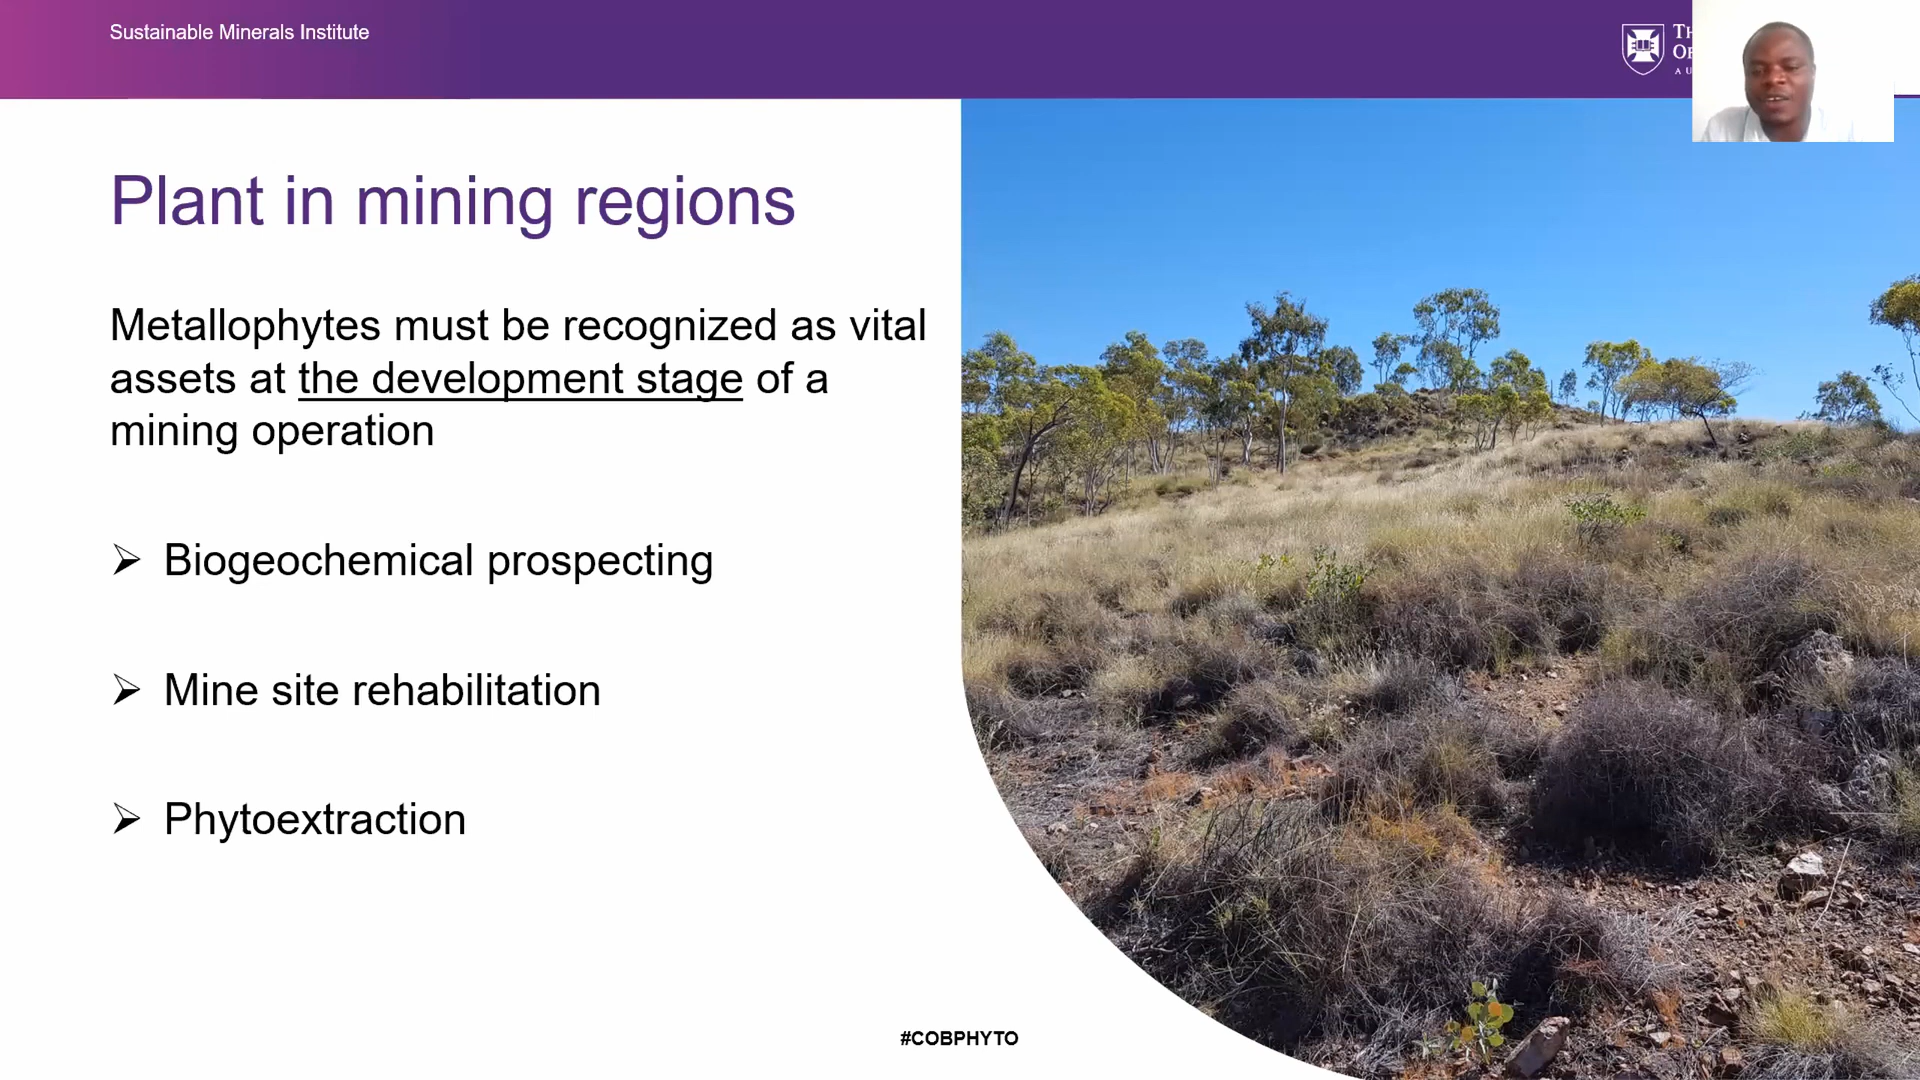 Sustainable Minerals Institute
Plant in mining regions
Metallophytes must be recognized as vital
assets at the development stage of a
mining operation
Biogeochemical prospecting
Mine site rehabilitation
Phytoextraction
#COBPHYTO